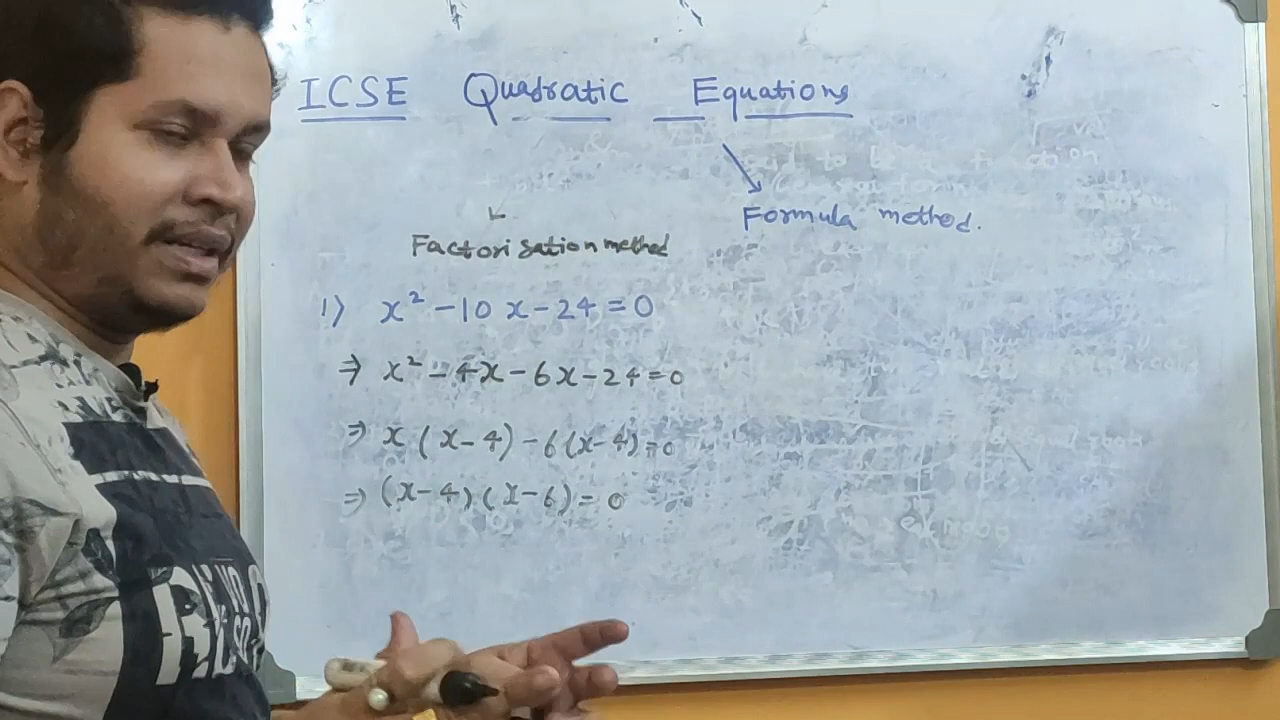 ICSE Quadratic Equations
Formula method.
Factorisation method
1) x² - 10x - 24 = 0
⇒ x² - 4x - 6x - 24 = 0
⇒ x(x-4) - 6(x-4) = 0
⇒ (x-4)(x-6) = 0